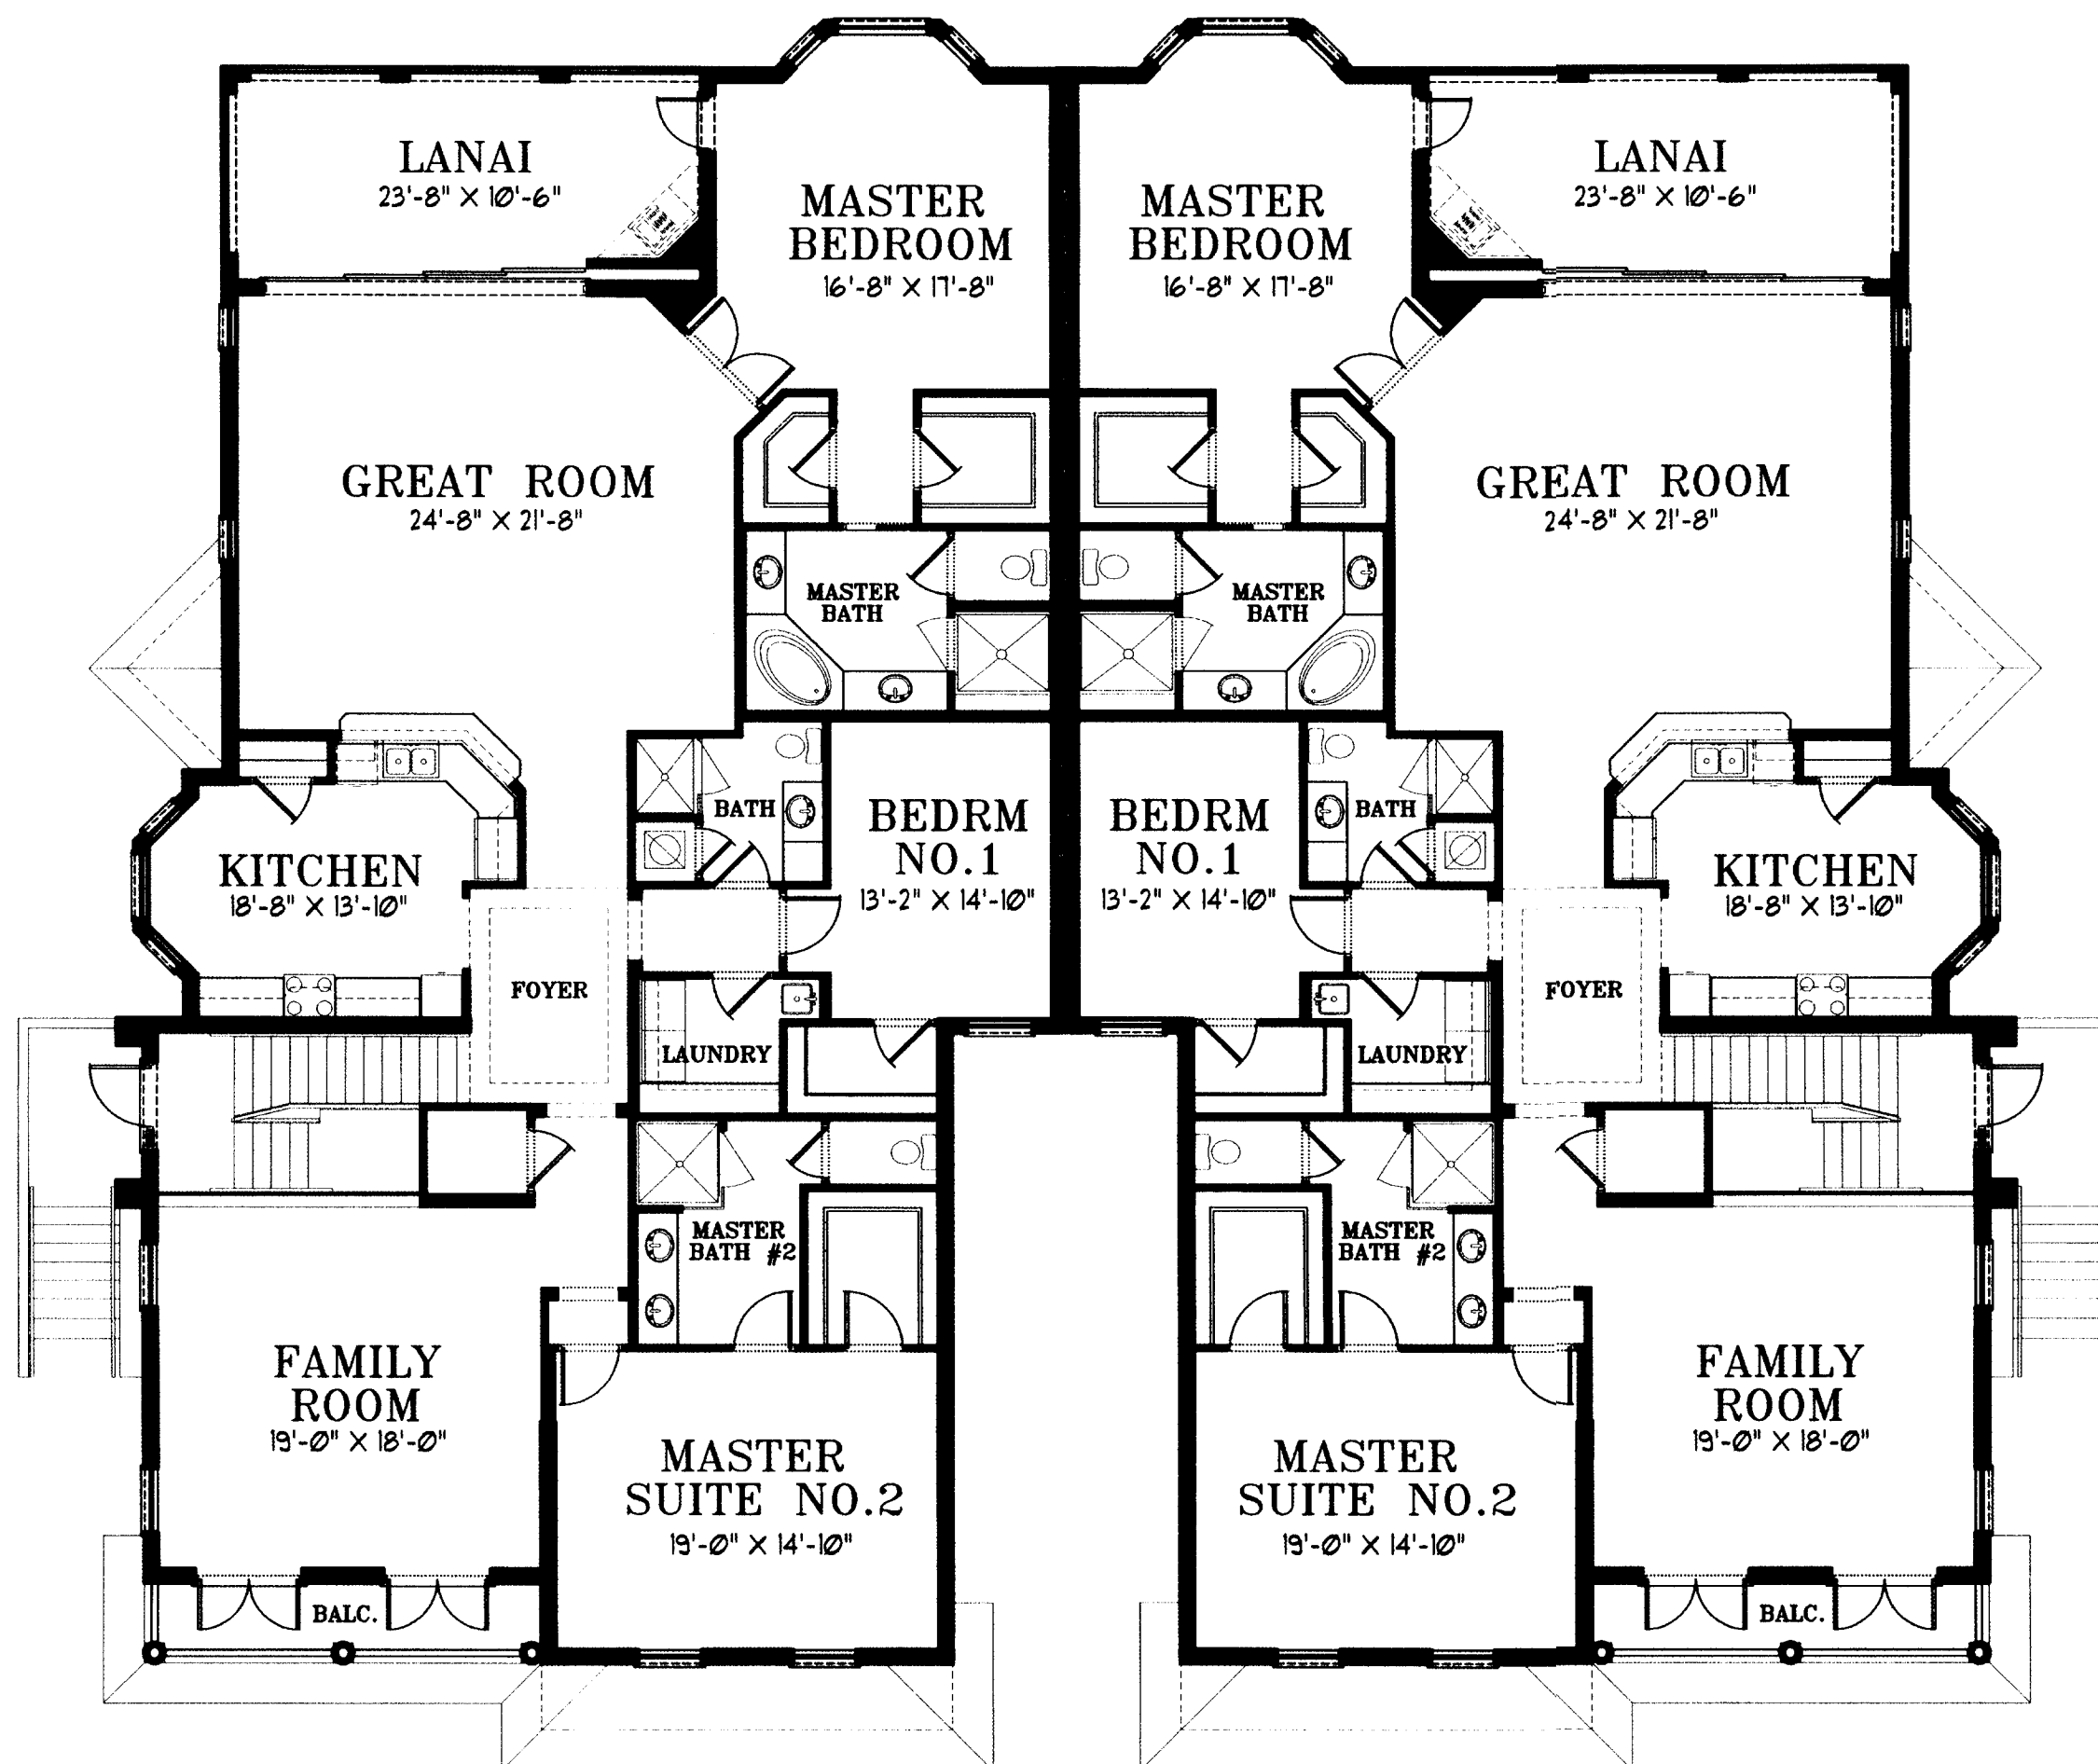 LANAI
23'-8" X 10'-6"
MASTER
BEDROOM
16'-8" X 17'-8"
MASTER
BEDROOM
16'-8" X 17'-8"
LANAI
23'-8" X 10'-6"
GREAT ROOM
24'-8" X 21'-8"
GREAT ROOM
24'-8" X 21'-8"
MASTER
BATH
MASTER
BATH
KITCHEN
18'-8" X 13'-10"
BATH
BEDRM
NO.1
13'-2" X 14'-10"
BEDRM
NO.1
13'-2" X 14'-10"
BATH
KITCHEN
18'-8" X 13'-10"
FOYER
FOYER
LAUNDRY
LAUNDRY
MASTER
BATH #2
MASTER
BATH #2
FAMILY
ROOM
19'-0" X 18'-0"
MASTER
SUITE NO.2
19'-0" X 14'-10"
MASTER
SUITE NO.2
19'-0" X 14'-10"
FAMILY
ROOM
19'-0" X 18'-0"
BALC.
BALC.